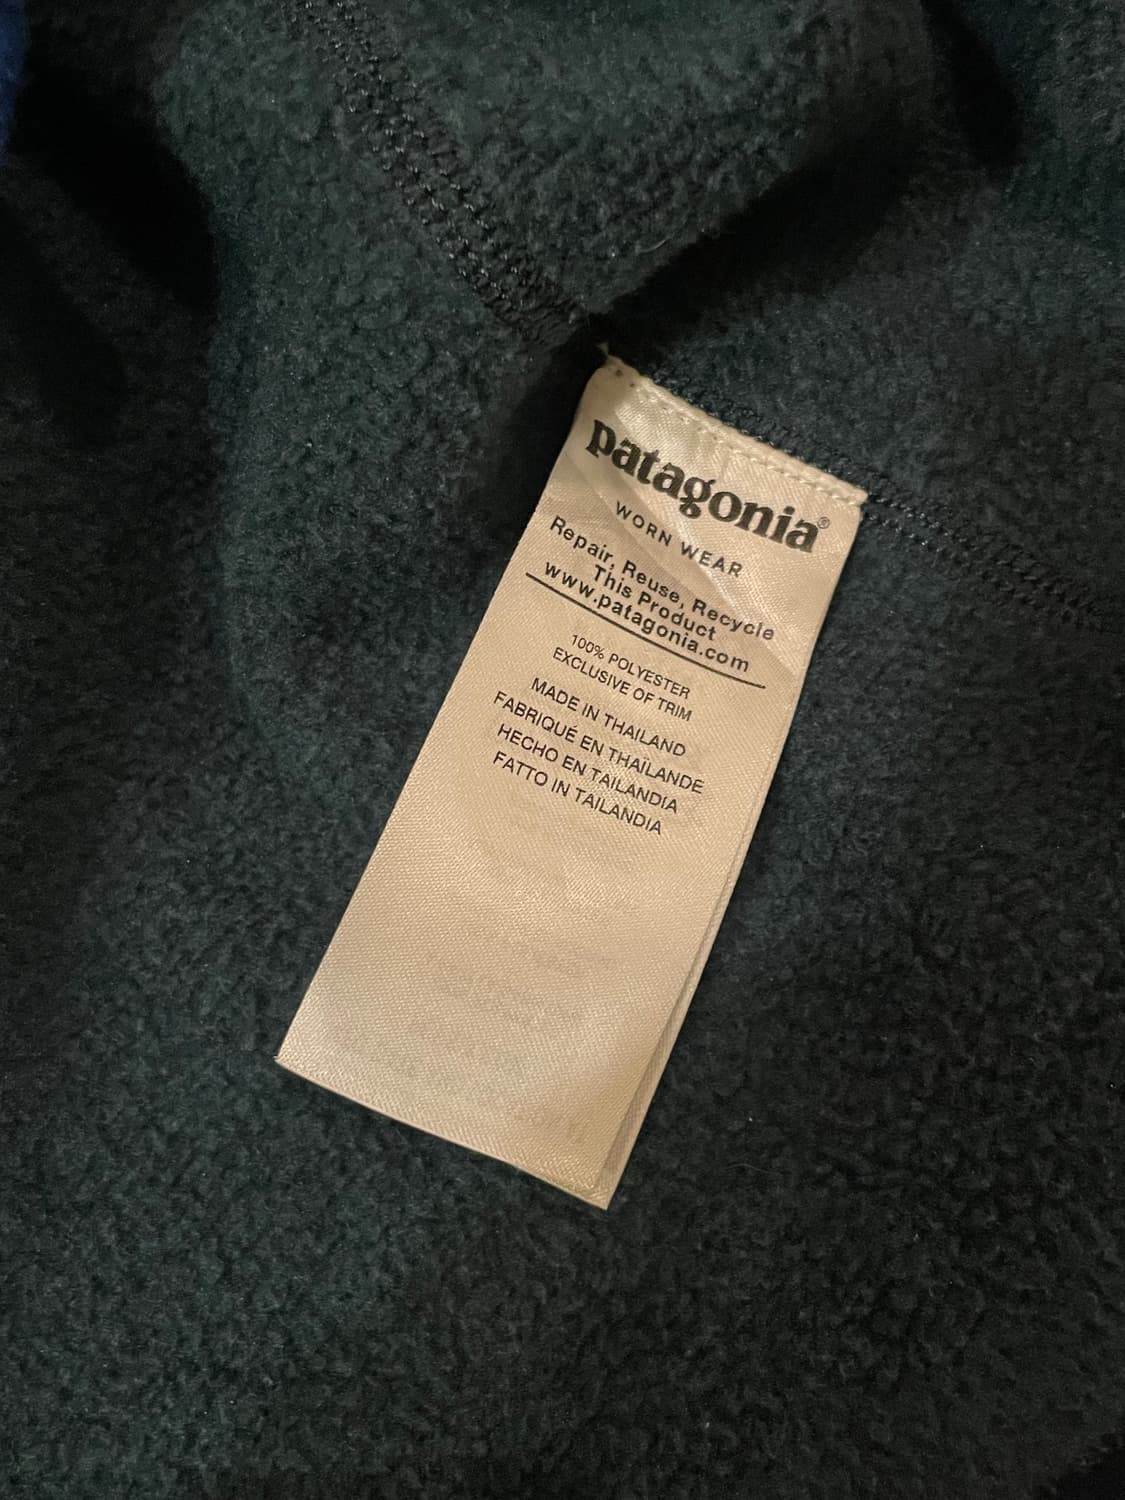 patagonia®
WORN WEAR
Repair, Reuse, Recycle
This Product
www.patagonia.com
100% POLYESTER
EXCLUSIVE OF TRIM
MADE IN THAILAND
FABRIQUÉ EN THAÏLANDE
HECHO EN TAILANDIA
FATTO IN TAILANDIA